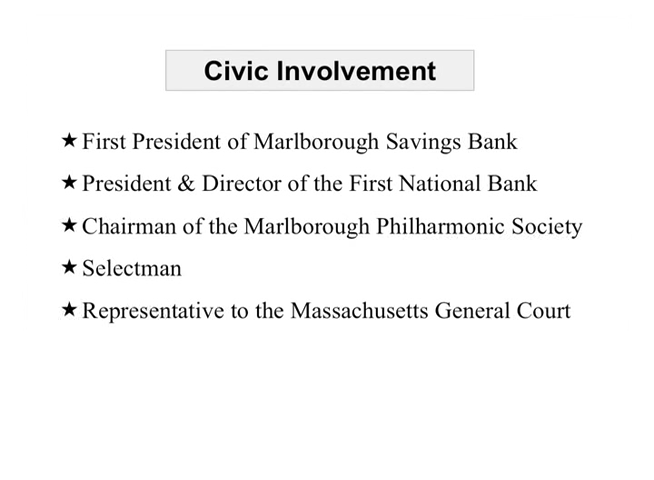 Civic Involvement
★ First President of Marlborough Savings Bank
★ President & Director of the First National Bank
★ Chairman of the Marlborough Philharmonic Society
★ Selectman
★ Representative to the Massachusetts General Court